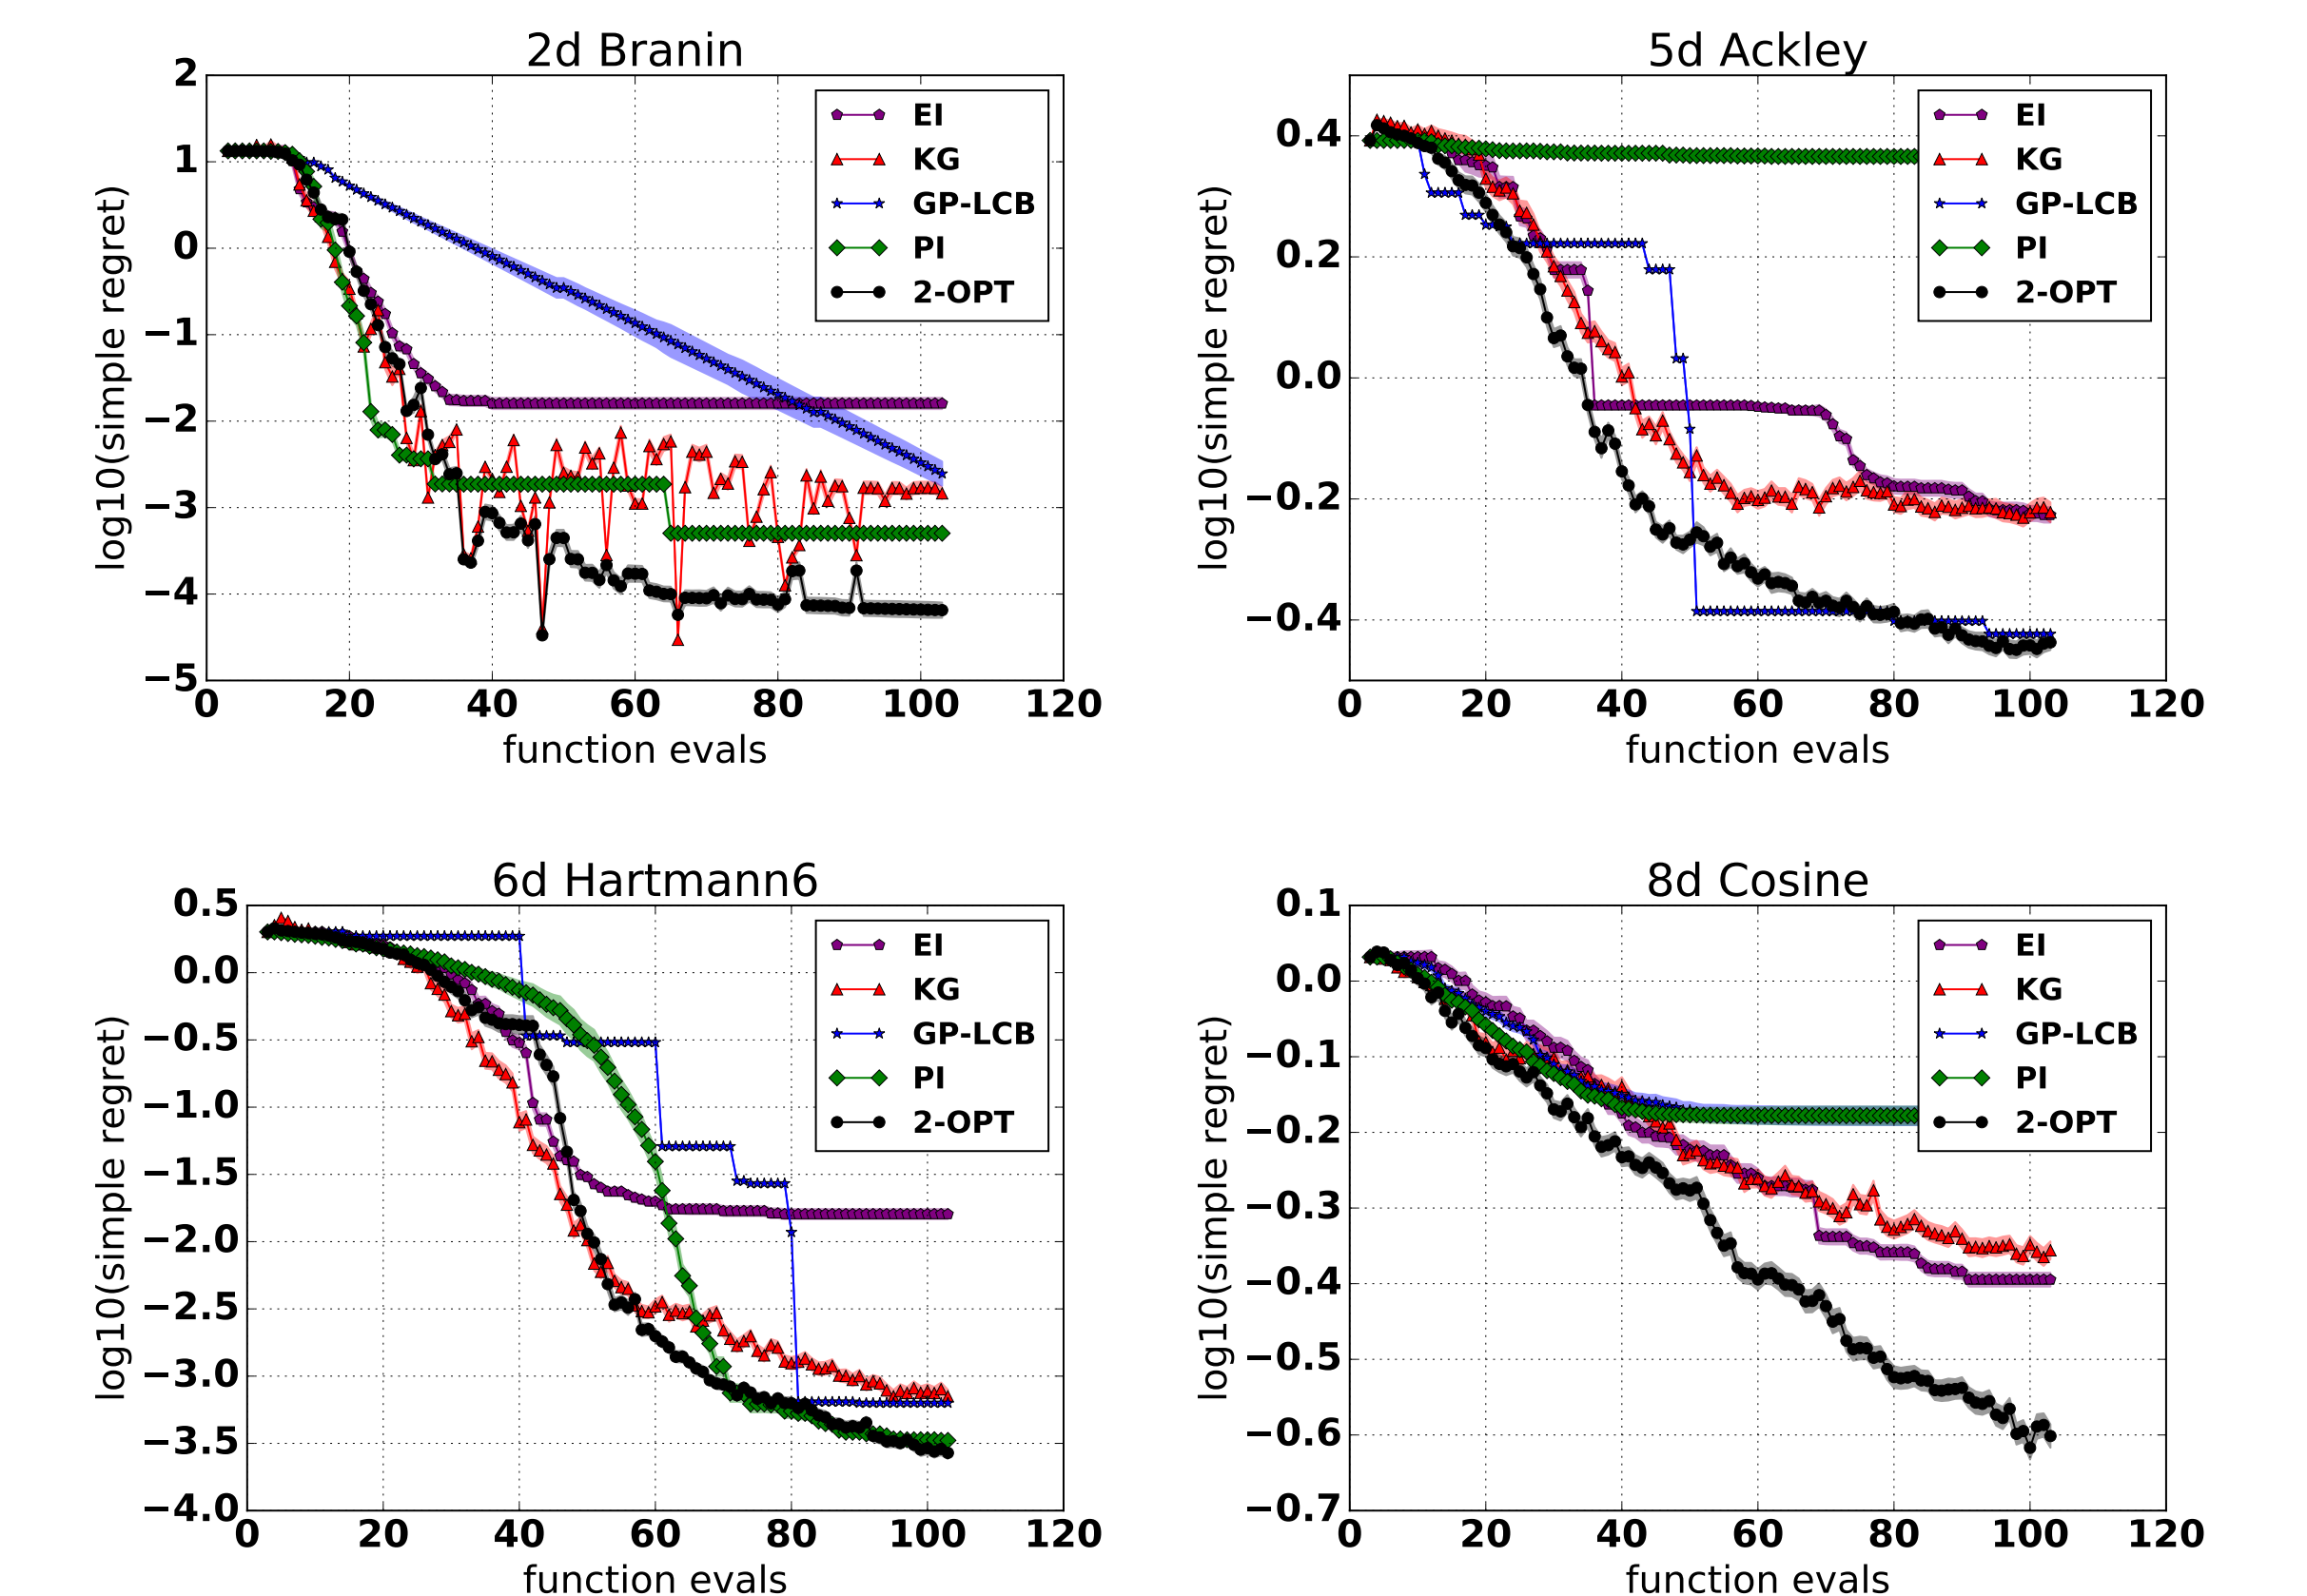 2d Branin
2
1
0
−1
−2
−3
−4
−5
log10(simple regret)
0 20 40 60 80 100 120
function evals
EI
KG
GP-LCB
PI
2-OPT
5d Ackley
0.4
0.2
0.0
−0.2
−0.4
log10(simple regret)
0 20 40 60 80 100 120
function evals
EI
KG
GP-LCB
PI
2-OPT
6d Hartmann6
0.5
0.0
−0.5
−1.0
−1.5
−2.0
−2.5
−3.0
−3.5
−4.0
log10(simple regret)
0 20 40 60 80 100 120
function evals
EI
KG
GP-LCB
PI
2-OPT
8d Cosine
0.1
0.0
−0.1
−0.2
−0.3
−0.4
−0.5
−0.6
−0.7
log10(simple regret)
0 20 40 60 80 100 120
function evals
EI
KG
GP-LCB
PI
2-OPT